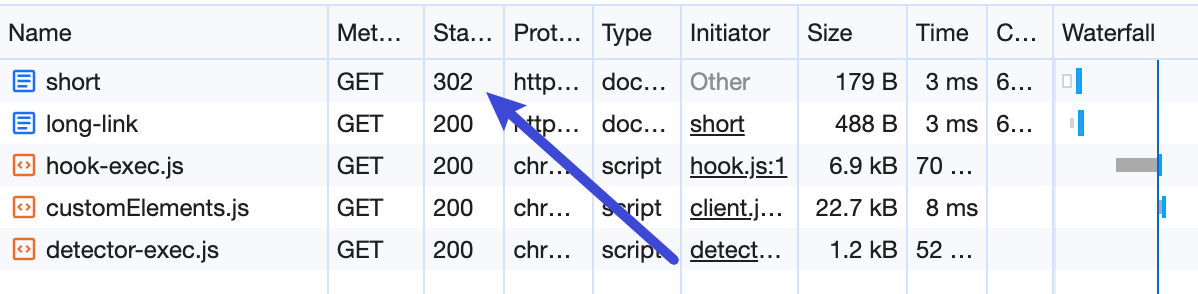 Name Met… Sta… Prot… Type Initiator Size Time C… Waterfall
short GET 302 http… doc… Other 179 B 3 ms 6…
long-link GET 200 http… doc… short 488 B 3 ms 6…
hook-exec.js GET 200 chr… script hook.js:1 6.9 kB 70 …
customElements.js GET 200 chr… script client.j… 22.7 kB 8 ms
detector-exec.js GET 200 chr… script detect… 1.2 kB 52 …